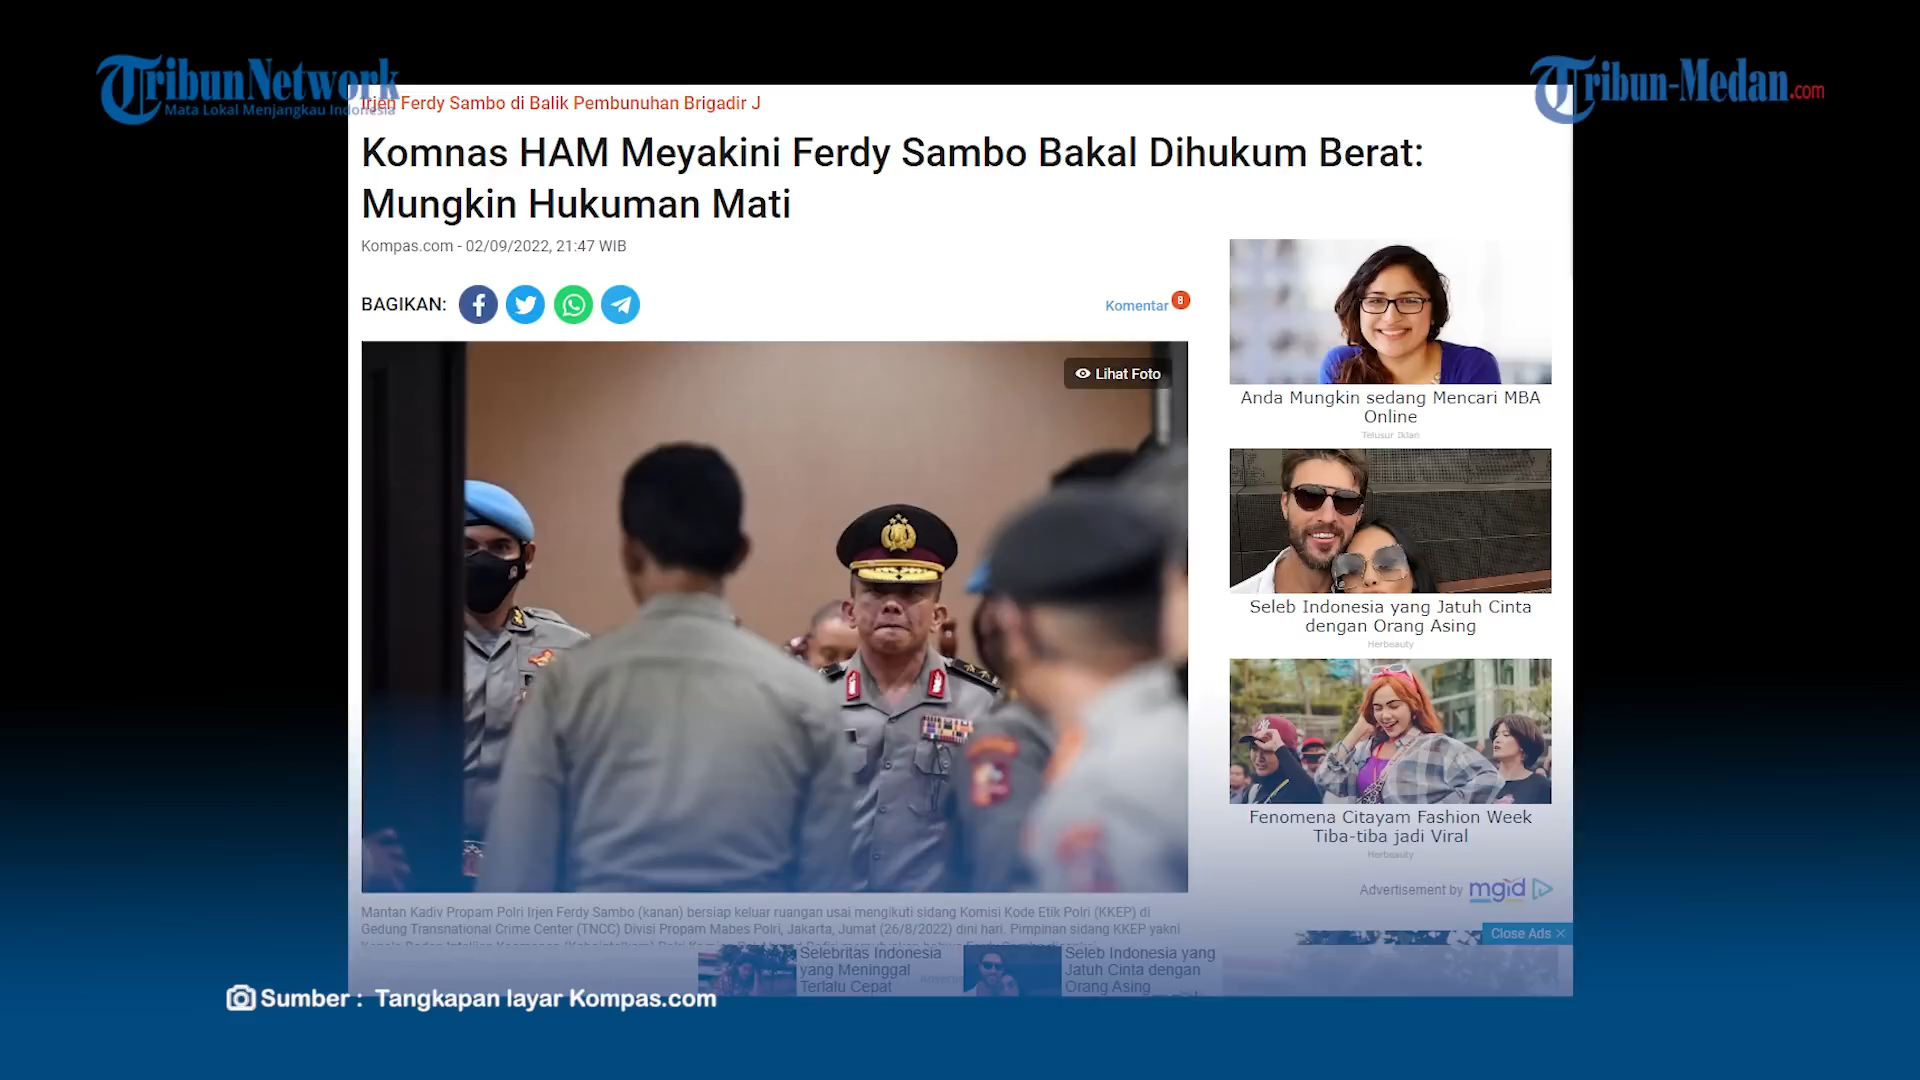 TribunNetwork
Mata Lokal Menjangkau Indonesia
Tribun-Medan.com
Irjen Ferdy Sambo di Balik Pembunuhan Brigadir J
Komnas HAM Meyakini Ferdy Sambo Bakal Dihukum Berat:
Mungkin Hukuman Mati
Kompas.com - 02/09/2022, 21:47 WIB
BAGIKAN:
Komentar 8
Lihat Foto
Anda Mungkin sedang Mencari MBA
Online
Telusur Iklan
Seleb Indonesia yang Jatuh Cinta
dengan Orang Asing
Herbeauty
Fenomena Citayam Fashion Week
Tiba-tiba jadi Viral
Herbeauty
Advertisement by mgid
Mantan Kadiv Propam Polri Irjen Ferdy Sambo (kanan) bersiap keluar ruangan usai mengikuti sidang Komisi Kode Etik Polri (KKEP) di
Gedung Transnational Crime Center (TNCC) Divisi Propam Mabes Polri, Jakarta, Jumat (26/8/2022) dini hari. Pimpinan sidang KKEP yakni
Close Ads ×
Selebritas Indonesia
yang Meninggal
Terlalu Cepat
Seleb Indonesia yang
Jatuh Cinta dengan
Orang Asing
Sumber : Tangkapan layar Kompas.com